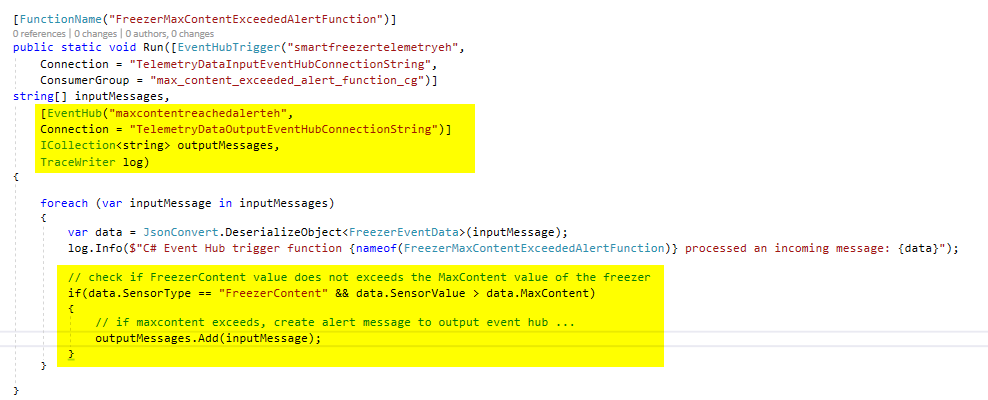 [FunctionName("FreezerMaxContentExceededAlertFunction")]
0 references | 0 changes | 0 authors, 0 changes
public static void Run([EventHubTrigger("smartfreezertelemetryeh",
Connection = "TelemetryDataInputEventHubConnectionString",
ConsumerGroup = "max_content_exceeded_alert_function_cg")]
string[] inputMessages,
[EventHub("maxcontentreachedalerteh",
Connection = "TelemetryDataOutputEventHubConnectionString")]
ICollection<string> outputMessages,
TraceWriter log)
{
foreach (var inputMessage in inputMessages)
{
var data = JsonConvert.DeserializeObject<FreezerEventData>(inputMessage);
log.Info($"C# Event Hub trigger function {nameof(FreezerMaxContentExceededAlertFunction)} processed an incoming message: {data}");
// check if FreezerContent value does not exceeds the MaxContent value of the freezer
if(data.SensorType == "FreezerContent" && data.SensorValue > data.MaxContent)
{
// if maxcontent exceeds, create alert message to output event hub ...
outputMessages.Add(inputMessage);
}
}
}